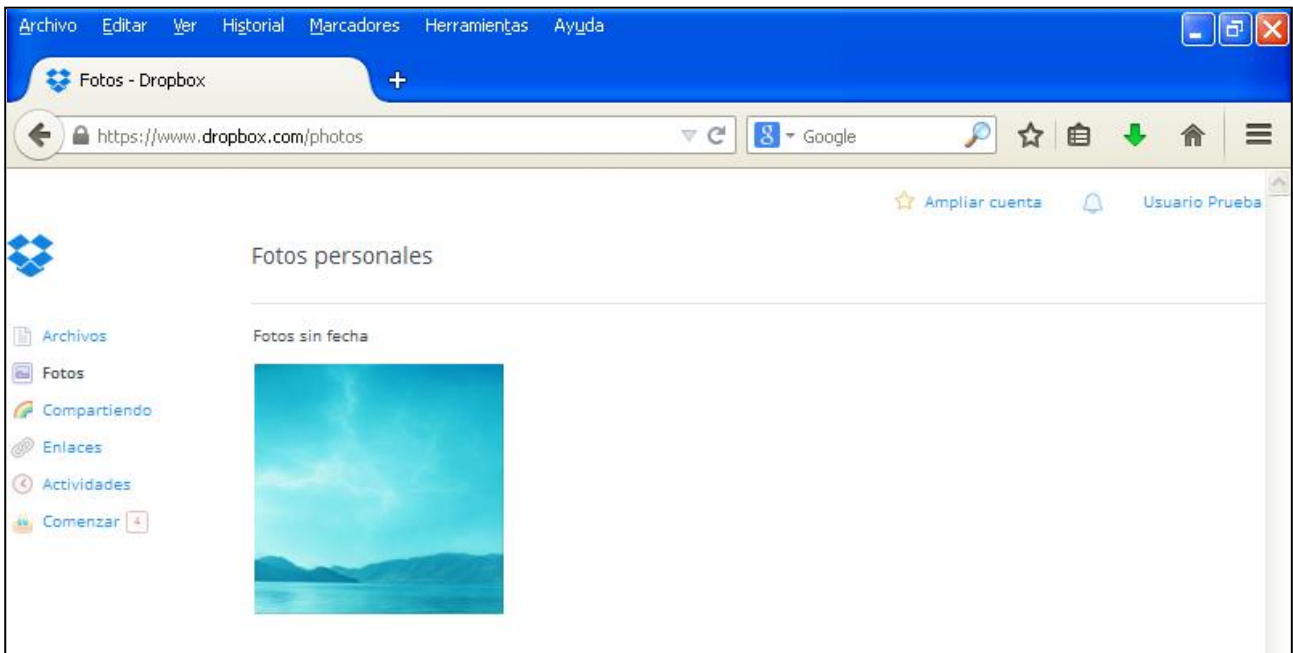 Archivo Editar Ver Historial Marcadores Herramientas Ayuda
Fotos - Dropbox
https://www.dropbox.com/photos
8 Google
Ampliar cuenta Usuario Prueba
Fotos personales
Archivos
Fotos sin fecha
Fotos
Compartiendo
Enlaces
Actividades
Comenzar 4